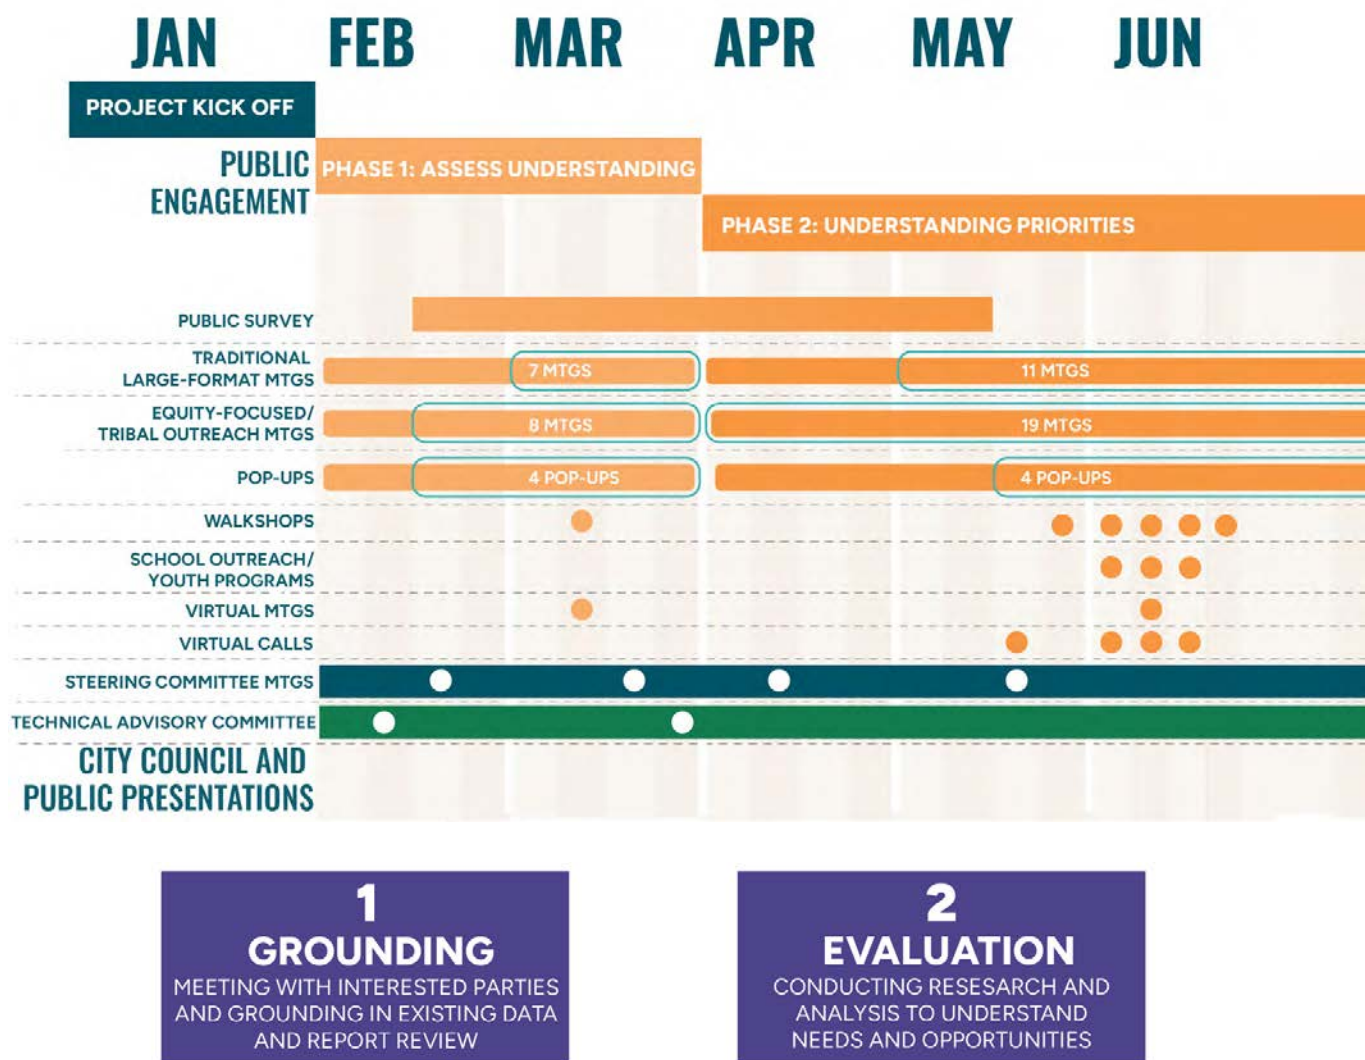 JAN FEB MAR APR MAY JUN
PROJECT KICK OFF
PUBLIC
ENGAGEMENT
PHASE 1: ASSESS UNDERSTANDING
PHASE 2: UNDERSTANDING PRIORITIES
PUBLIC SURVEY
TRADITIONAL
LARGE-FORMAT MTGS
7 MTGS
11 MTGS
EQUITY-FOCUSED/
TRIBAL OUTREACH MTGS
8 MTGS
19 MTGS
POP-UPS
4 POP-UPS
4 POP-UPS
WALKSHOPS
SCHOOL OUTREACH/
YOUTH PROGRAMS
VIRTUAL MTGS
VIRTUAL CALLS
STEERING COMMITTEE MTGS
TECHNICAL ADVISORY COMMITTEE
CITY COUNCIL AND
PUBLIC PRESENTATIONS
1
GROUNDING
MEETING WITH INTERESTED PARTIES
AND GROUNDING IN EXISTING DATA
AND REPORT REVIEW
2
EVALUATION
CONDUCTING RESEARCH AND
ANALYSIS TO UNDERSTAND
NEEDS AND OPPORTUNITIES